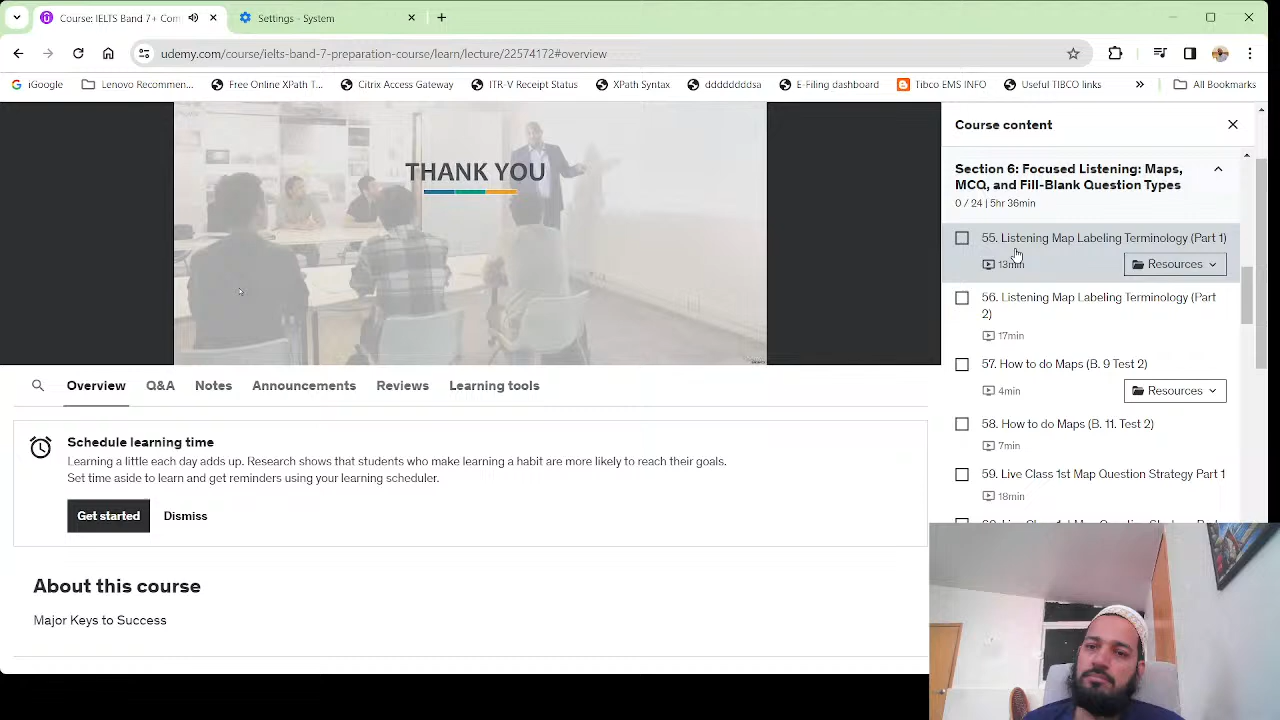 Course: IELTS Band 7+ Com
Settings - System
udemy.com/course/ielts-band-7-preparation-course/learn/lecture/22574172#overview
iGoogle
Lenovo Recommen...
Free Online XPath T...
Citrix Access Gateway
ITR-V Receipt Status
XPath Syntax
dddddddsa
E-Filing dashboard
Tibco EMS INFO
Useful TIBCO links
»
All Bookmarks
THANK YOU
Course content
Section 6: Focused Listening: Maps,
MCQ, and Fill-Blank Question Types
0 / 24 | 5hr 36min
55. Listening Map Labeling Terminology (Part 1)
13min
Resources
56. Listening Map Labeling Terminology (Part
2)
17min
57. How to do Maps (B. 9 Test 2)
4min
Resources
58. How to do Maps (B. 11. Test 2)
7min
59. Live Class 1st Map Question Strategy Part 1
18min
Overview
Q&A
Notes
Announcements
Reviews
Learning tools
Schedule learning time
Learning a little each day adds up. Research shows that students who make learning a habit are more likely to reach their goals.
Set time aside to learn and get reminders using your learning scheduler.
Get started
Dismiss
About this course
Major Keys to Success